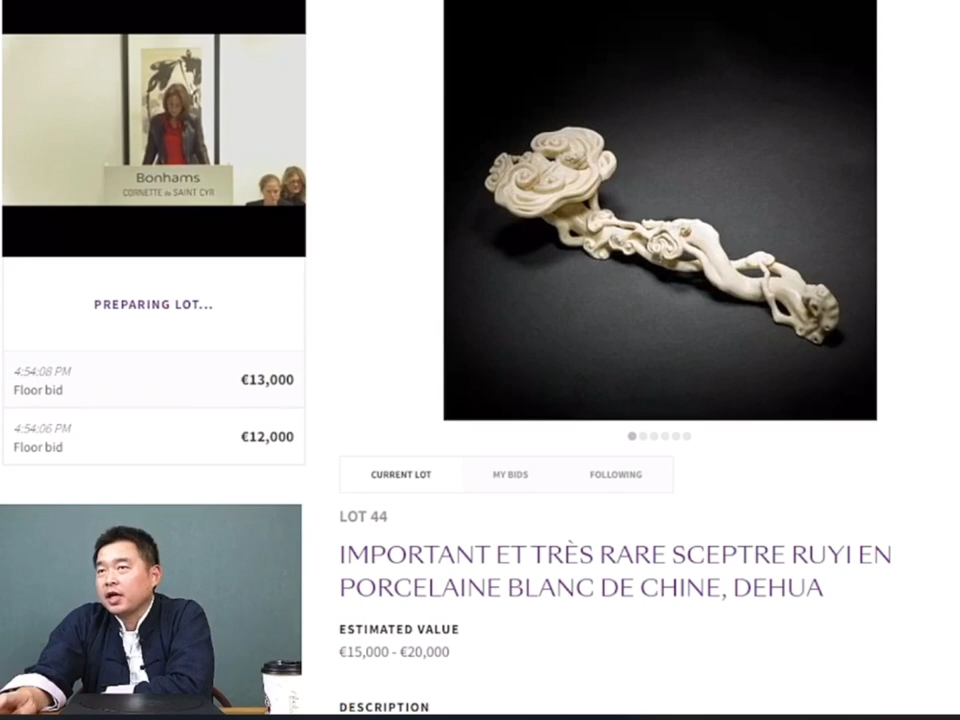 Bonhams
CORNETTE de SAINT CYR
PREPARING LOT...
4:54:08 PM
Floor bid
€13,000
4:54:06 PM
Floor bid
€12,000
CURRENT LOT
MY BIDS
FOLLOWING
LOT 44
IMPORTANT ET TRÈS RARE SCEPTRE RUYI EN
PORCELAINE BLANC DE CHINE, DEHUA
ESTIMATED VALUE
€15,000 - €20,000
DESCRIPTION